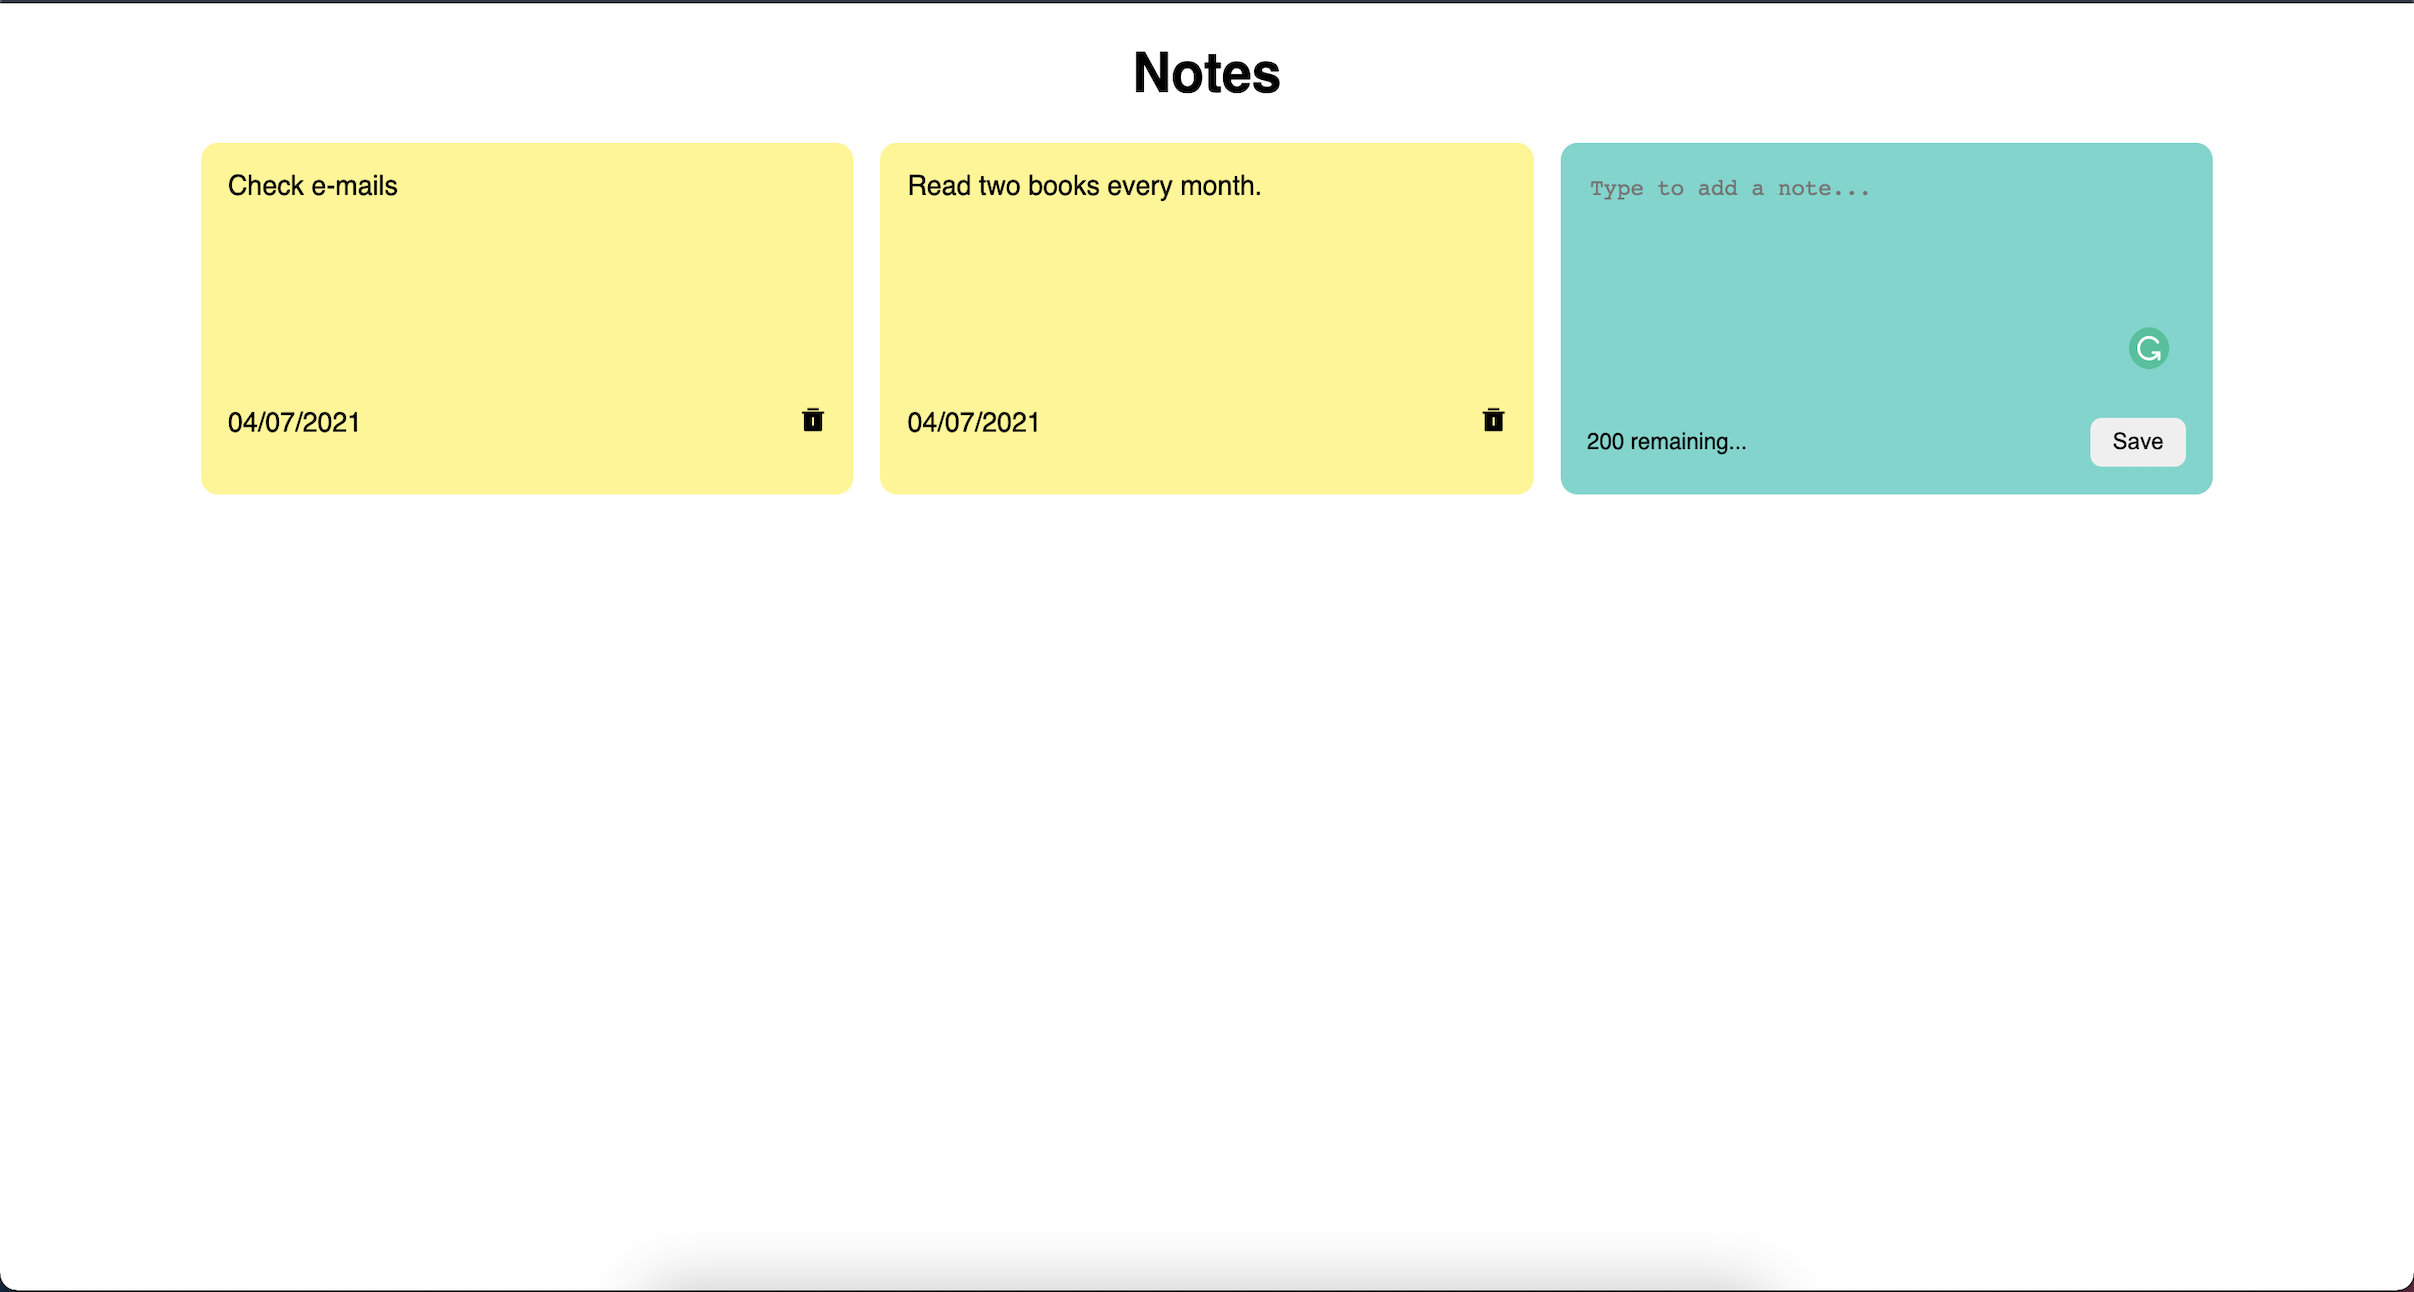 Notes
Check e-mails
04/07/2021
Read two books every month.
04/07/2021
Type to add a note...
200 remaining...
Save